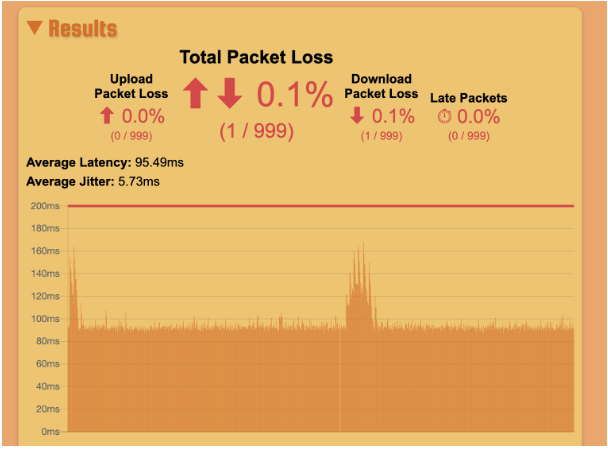 ▼ Results
Total Packet Loss
Upload
Packet Loss
0.0%
(0 / 999)
0.1%
(1 / 999)
Download
Packet Loss
0.1%
(1 / 999)
Late Packets
0.0%
(0 / 999)
Average Latency: 95.49ms
Average Jitter: 5.73ms
200ms
180ms
160ms
140ms
120ms
100ms
80ms
60ms
40ms
20ms
0ms